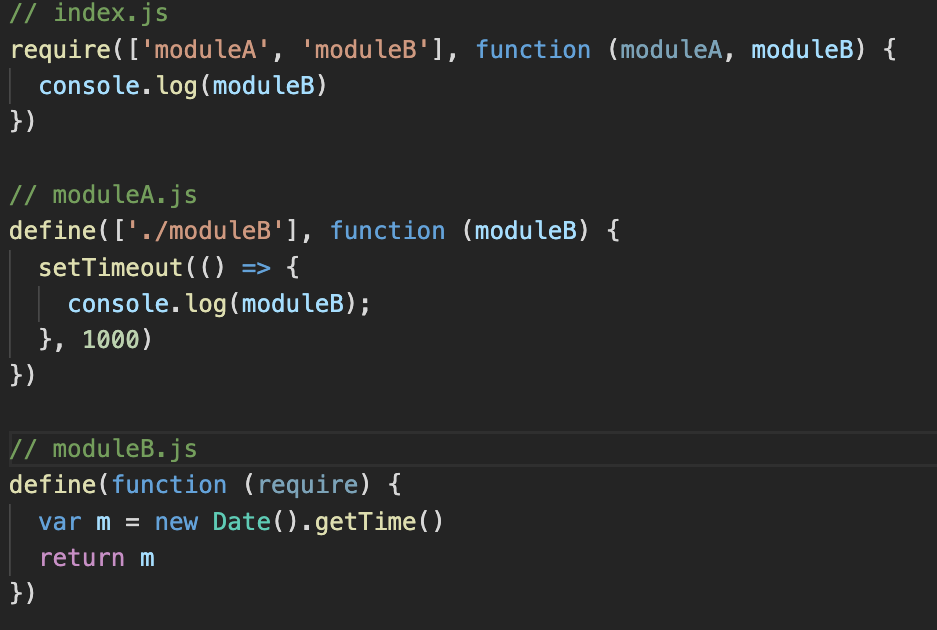 // index.js
require(['moduleA', 'moduleB'], function (moduleA, moduleB) {
  console.log(moduleB)
})

// moduleA.js
define(['./moduleB'], function (moduleB) {
  setTimeout(() => {
    console.log(moduleB);
  }, 1000)
})

// moduleB.js
define(function (require) {
  var m = new Date().getTime()
  return m
})